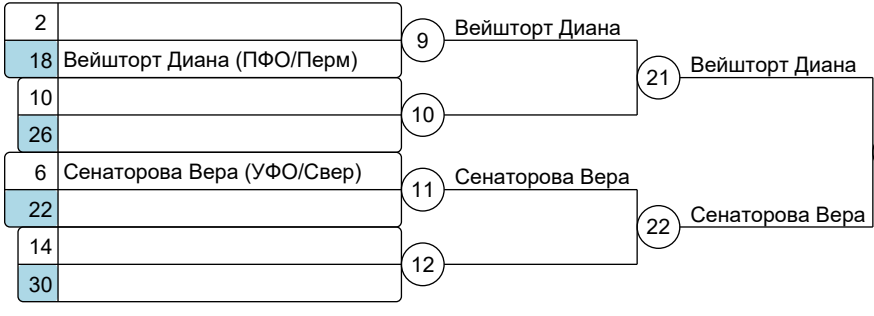 2
9 Вейшторт Диана
18 Вейшторт Диана (ПФО/Перм)
21 Вейшторт Диана
10
10
26
6 Сенаторова Вера (УФО/Свер)
11 Сенаторова Вера
22
22 Сенаторова Вера
14
12
30